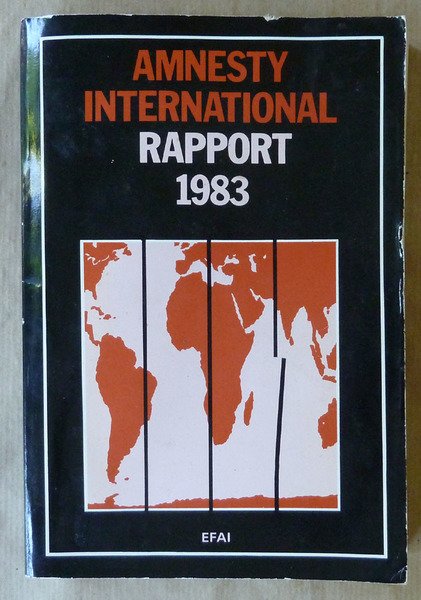 AMNESTY
INTERNATIONAL
RAPPORT
1983
EFAI